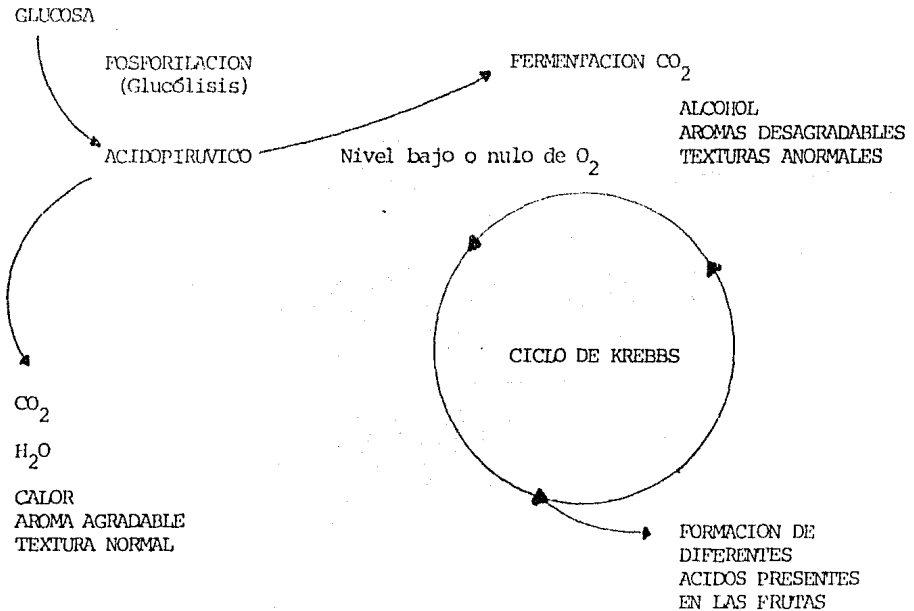 GLUCOSA
FOSFORILACION
(Glucólisis)
ACIDOPIRUVICO
FERMENTACION CO2
ALCOHOL
AROMAS DESAGRADABLES
TEXTURAS ANORMALES
Nivel bajo o nulo de O2
CICLO DE KREBBS
CO2
H2O
CALOR
AROMA AGRADABLE
TEXTURA NORMAL
FORMACION DE
DIFERENTES
ACIDOS PRESENTES
EN LAS FRUTAS